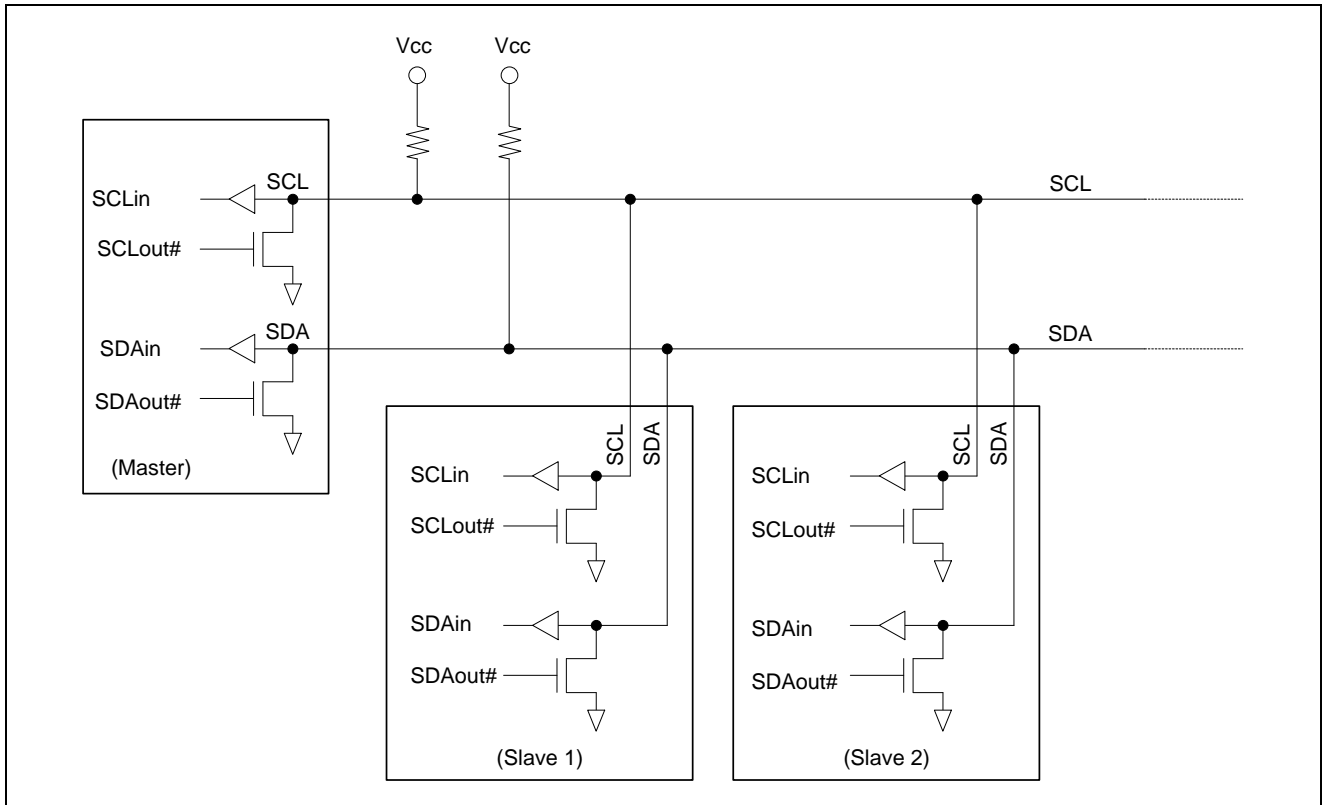 Vcc Vcc
SCL SCL
SCLin
SCLout#
SDA SDA
SDAin
SDAout#
(Master)
SCL SDA
SCLin
SCLout#
SDAin
SDAout#
(Slave 1)
SCL SDA
SCLin
SCLout#
SDAin
SDAout#
(Slave 2)